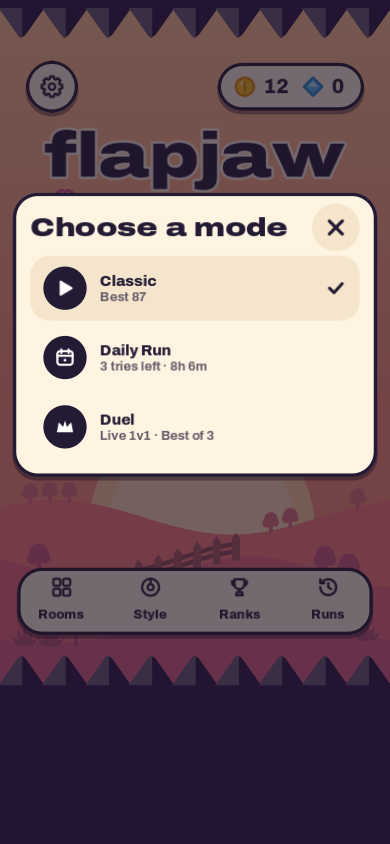 12 0
flapjaw
Choose a mode
Classic
Best 87
Daily Run
3 tries left · 8h 6m
Duel
Live 1v1 · Best of 3
Rooms Style Ranks Runs